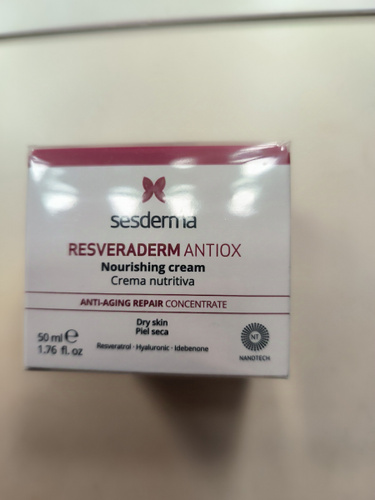 sesderma
RESVERADERM ANTIOX
Nourishing cream
Crema nutritiva
ANTI-AGING REPAIR CONCENTRATE
Dry skin
Piel seca
Resveratrol · Hyaluronic · Idebenone
50 ml ℮
1.76 fl. oz
NT
NANOTECH